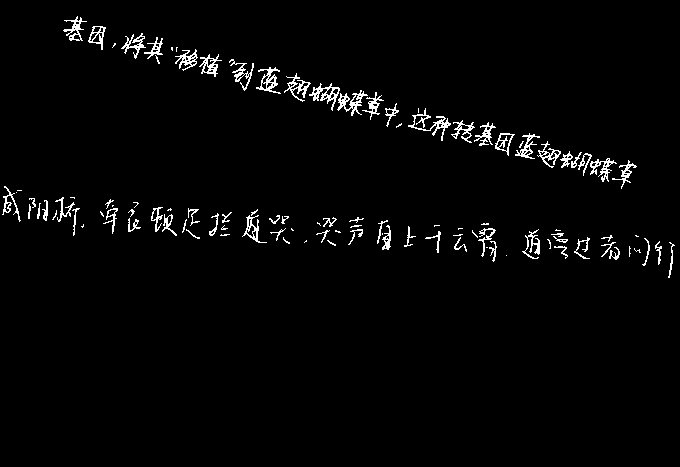 基因,将其“移植”到蓝翅蝴蝶草中,这种转基因蓝翅蝴蝶草
咸阳桥.牵衣顿足拦道哭,哭声直上干云霄.道旁过者问行